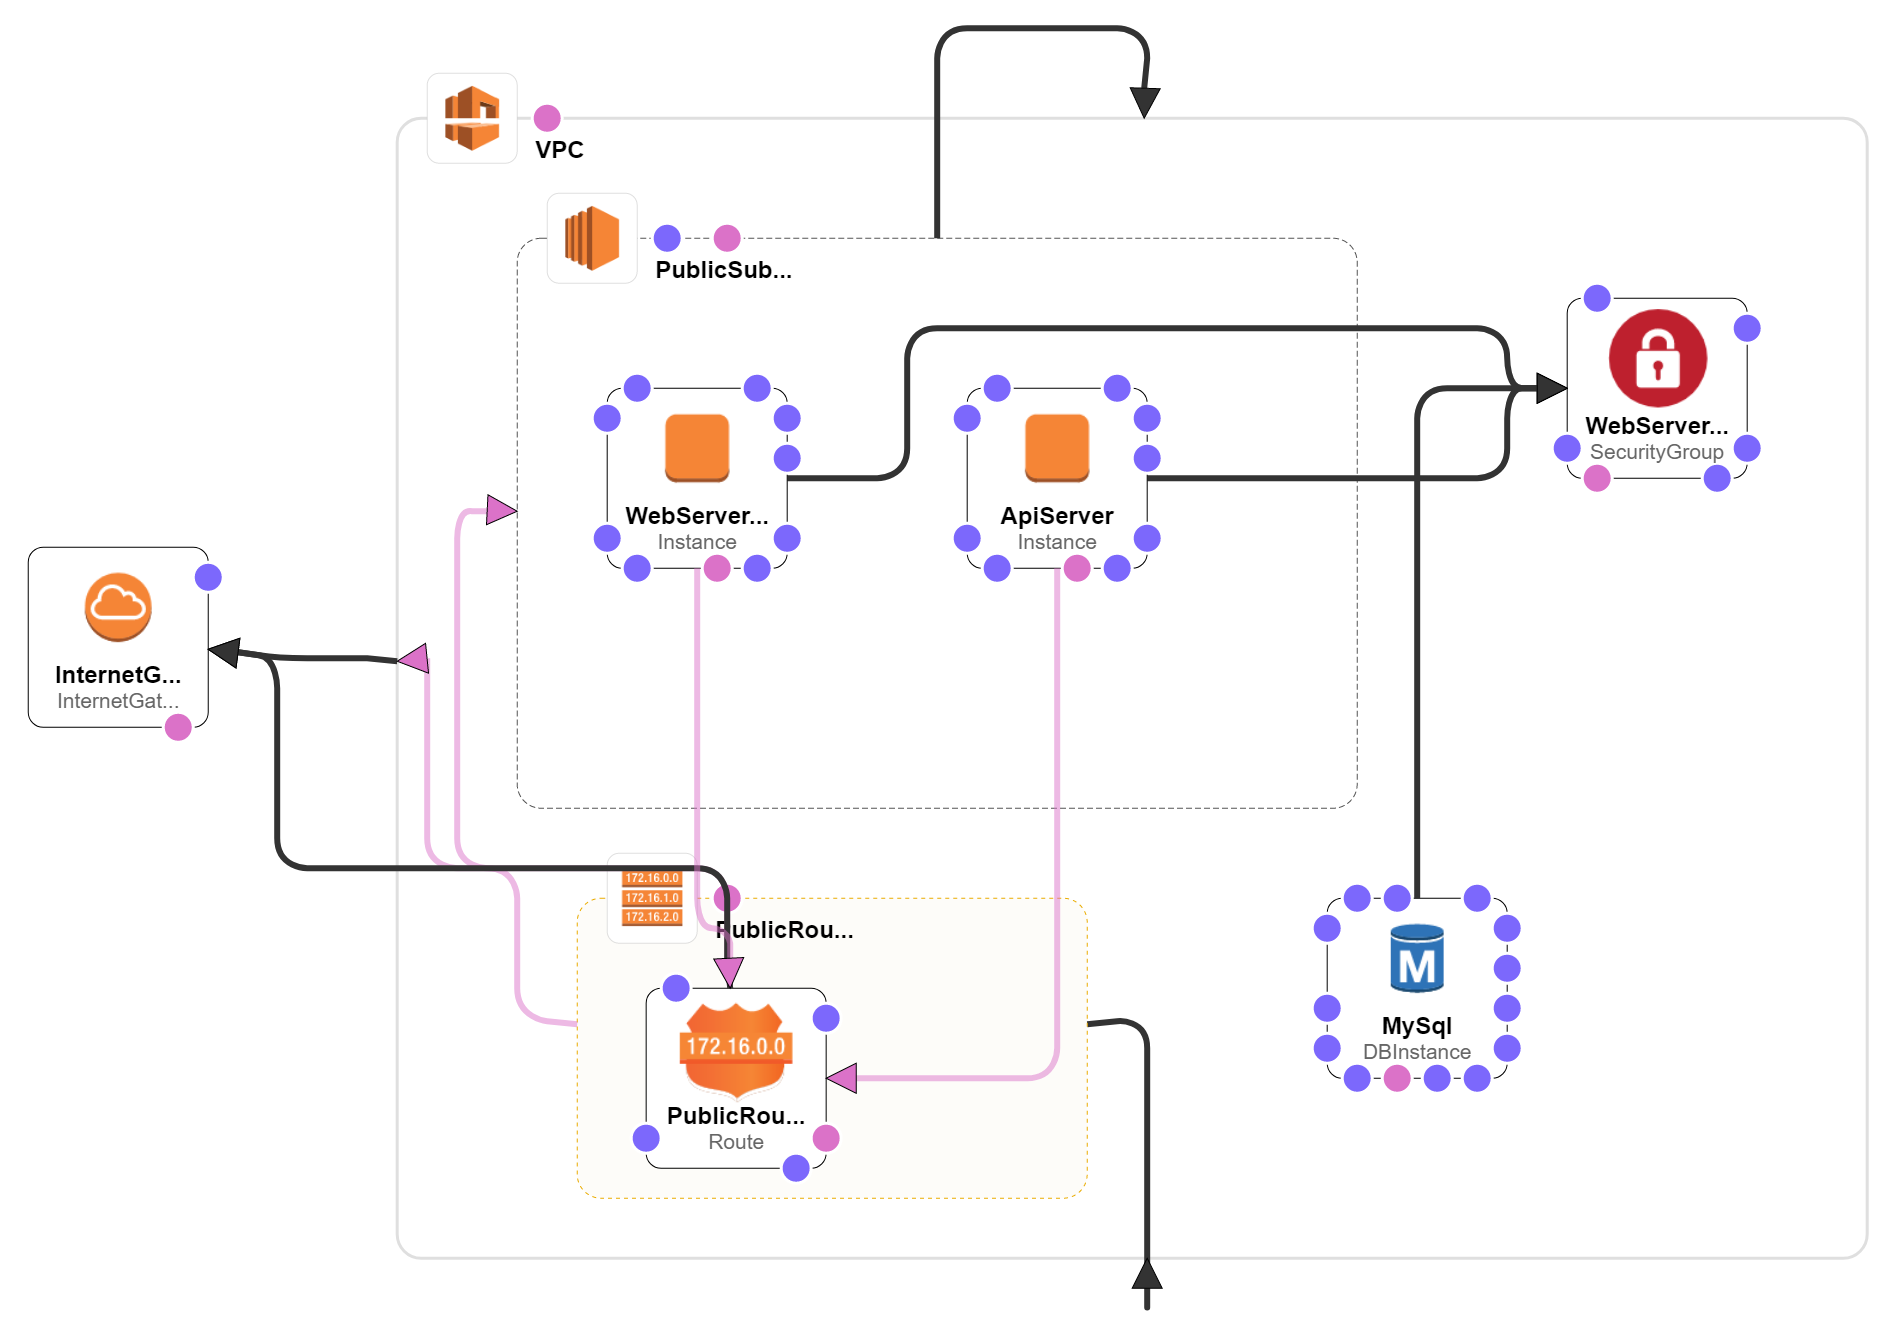 VPC
PublicSub...
WebServer...
SecurityGroup
WebServer...
Instance
ApiServer
Instance
InternetG...
InternetGat...
172.16.0.0
172.16.1.0
172.16.2.0
PublicRou...
M
MySql
DBInstance
172.16.0.0
PublicRou...
Route